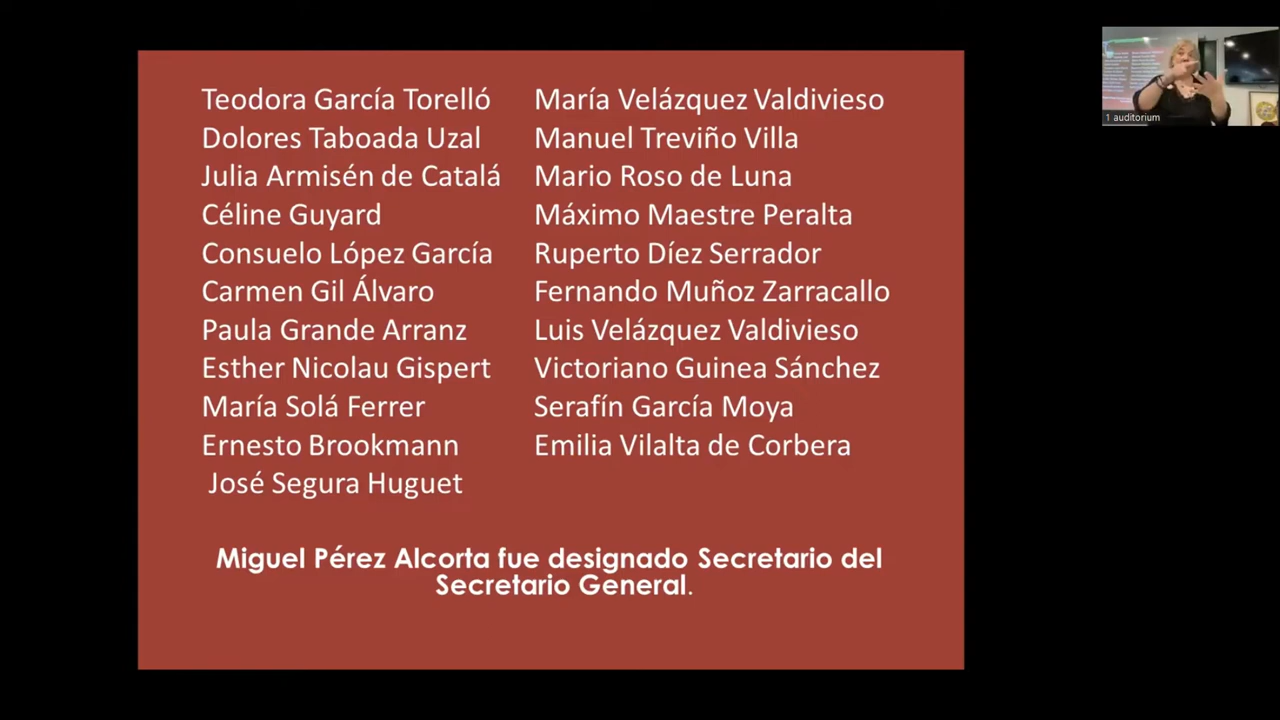 Teodora García Torelló
Dolores Taboada Uzal
Julia Armisén de Catalá
Céline Guyard
Consuelo López García
Carmen Gil Álvaro
Paula Grande Arranz
Esther Nicolau Gispert
María Solá Ferrer
Ernesto Brookmann
José Segura Huguet
María Velázquez Valdivieso
Manuel Treviño Villa
Mario Roso de Luna
Máximo Maestre Peralta
Ruperto Díez Serrador
Fernando Muñoz Zarracallo
Luis Velázquez Valdivieso
Victoriano Guinea Sánchez
Serafín García Moya
Emilia Vilalta de Corbera
Miguel Pérez Alcorta fue designado Secretario del
Secretario General.
1 auditorium